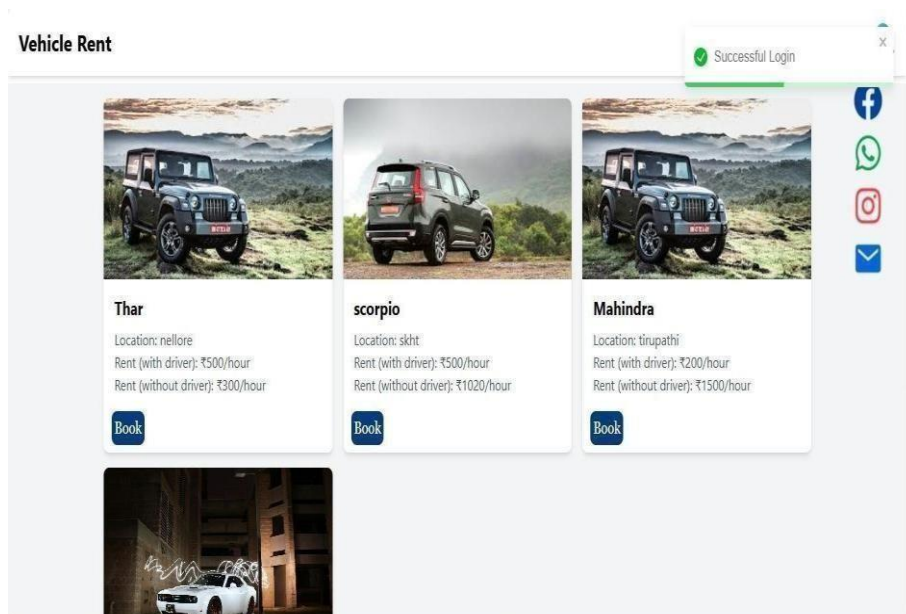 Vehicle Rent
Successful Login
x
Thar
Location: nellore
Rent (with driver): ₹500/hour
Rent (without driver): ₹300/hour
Book
scorpio
Location: skht
Rent (with driver): ₹500/hour
Rent (without driver): ₹1020/hour
Book
Mahindra
Location: tirupathi
Rent (with driver): ₹200/hour
Rent (without driver): ₹1500/hour
Book